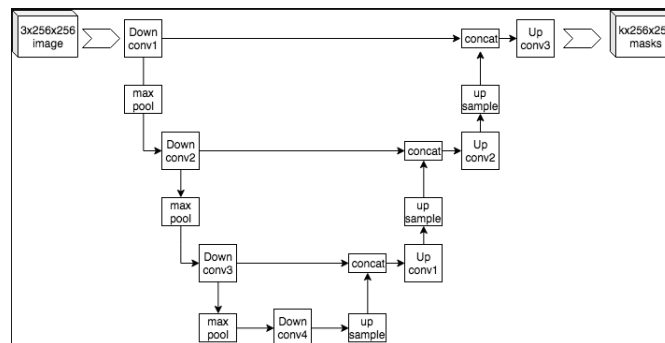 3x256x256
image
Down
conv1
concat
Up
conv3
kx256x25
masks
max
pool
up
sample
Down
conv2
concat
Up
conv2
max
pool
up
sample
Down
conv3
concat
Up
conv1
max
pool
Down
conv4
up
sample